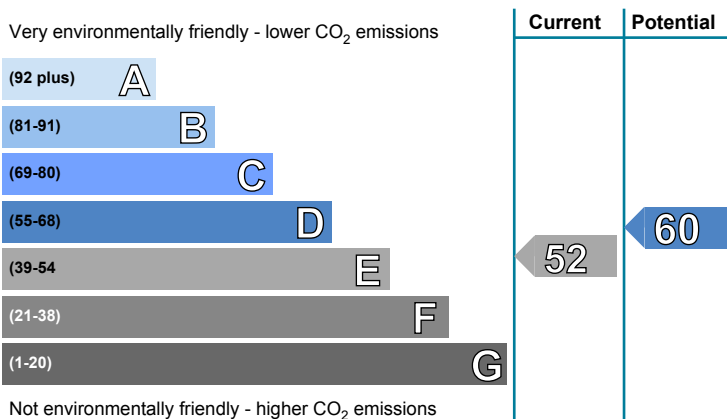 Very environmentally friendly - lower CO₂ emissions
Current
Potential
(92 plus) A
(81-91) B
(69-80) C
(55-68) D
(39-54 E
(21-38) F
(1-20) G
52
60
Not environmentally friendly - higher CO₂ emissions